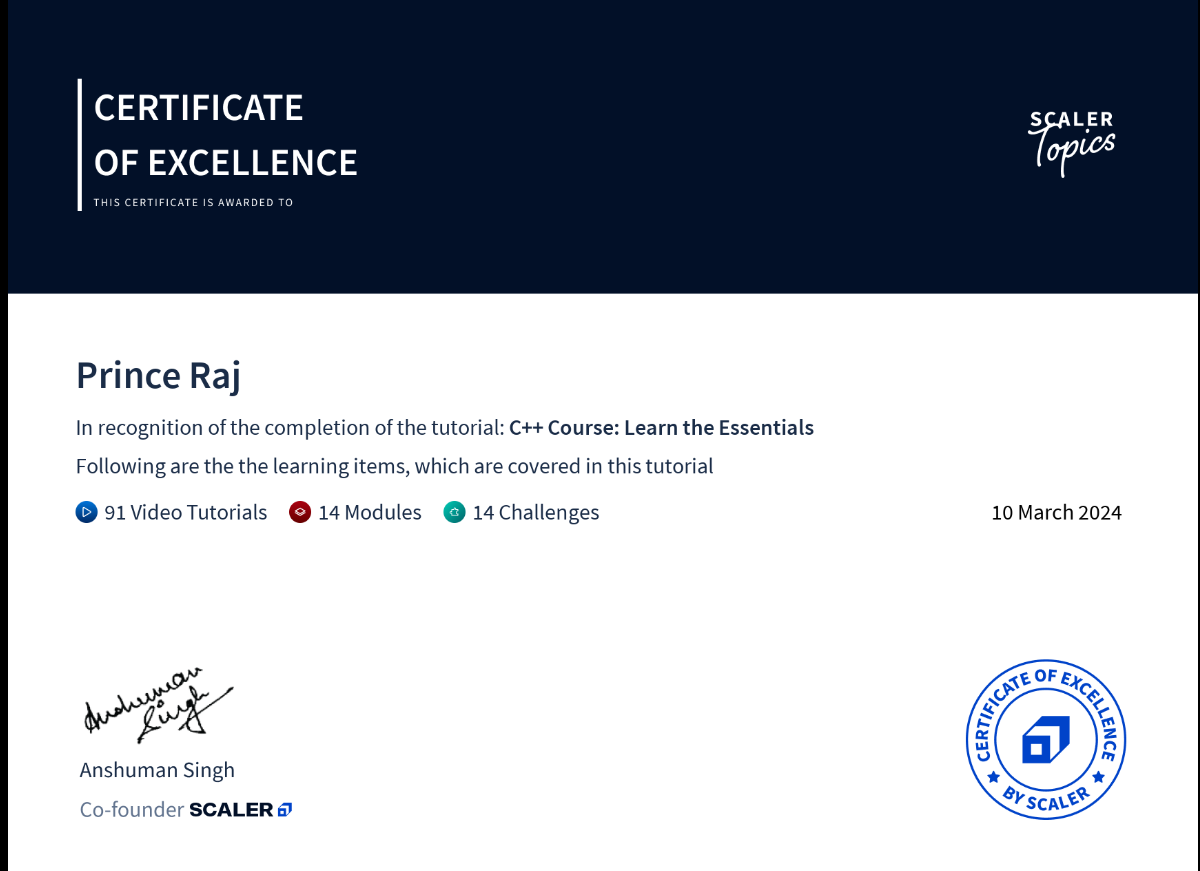 CERTIFICATE
OF EXCELLENCE
THIS CERTIFICATE IS AWARDED TO
SCALER
Topics
Prince Raj
In recognition of the completion of the tutorial: C++ Course: Learn the Essentials
Following are the the learning items, which are covered in this tutorial
91 Video Tutorials 14 Modules 14 Challenges
10 March 2024
Anshuman
Singh
Anshuman Singh
Co-founder SCALER
CERTIFICATE OF EXCELLENCE
BY SCALER